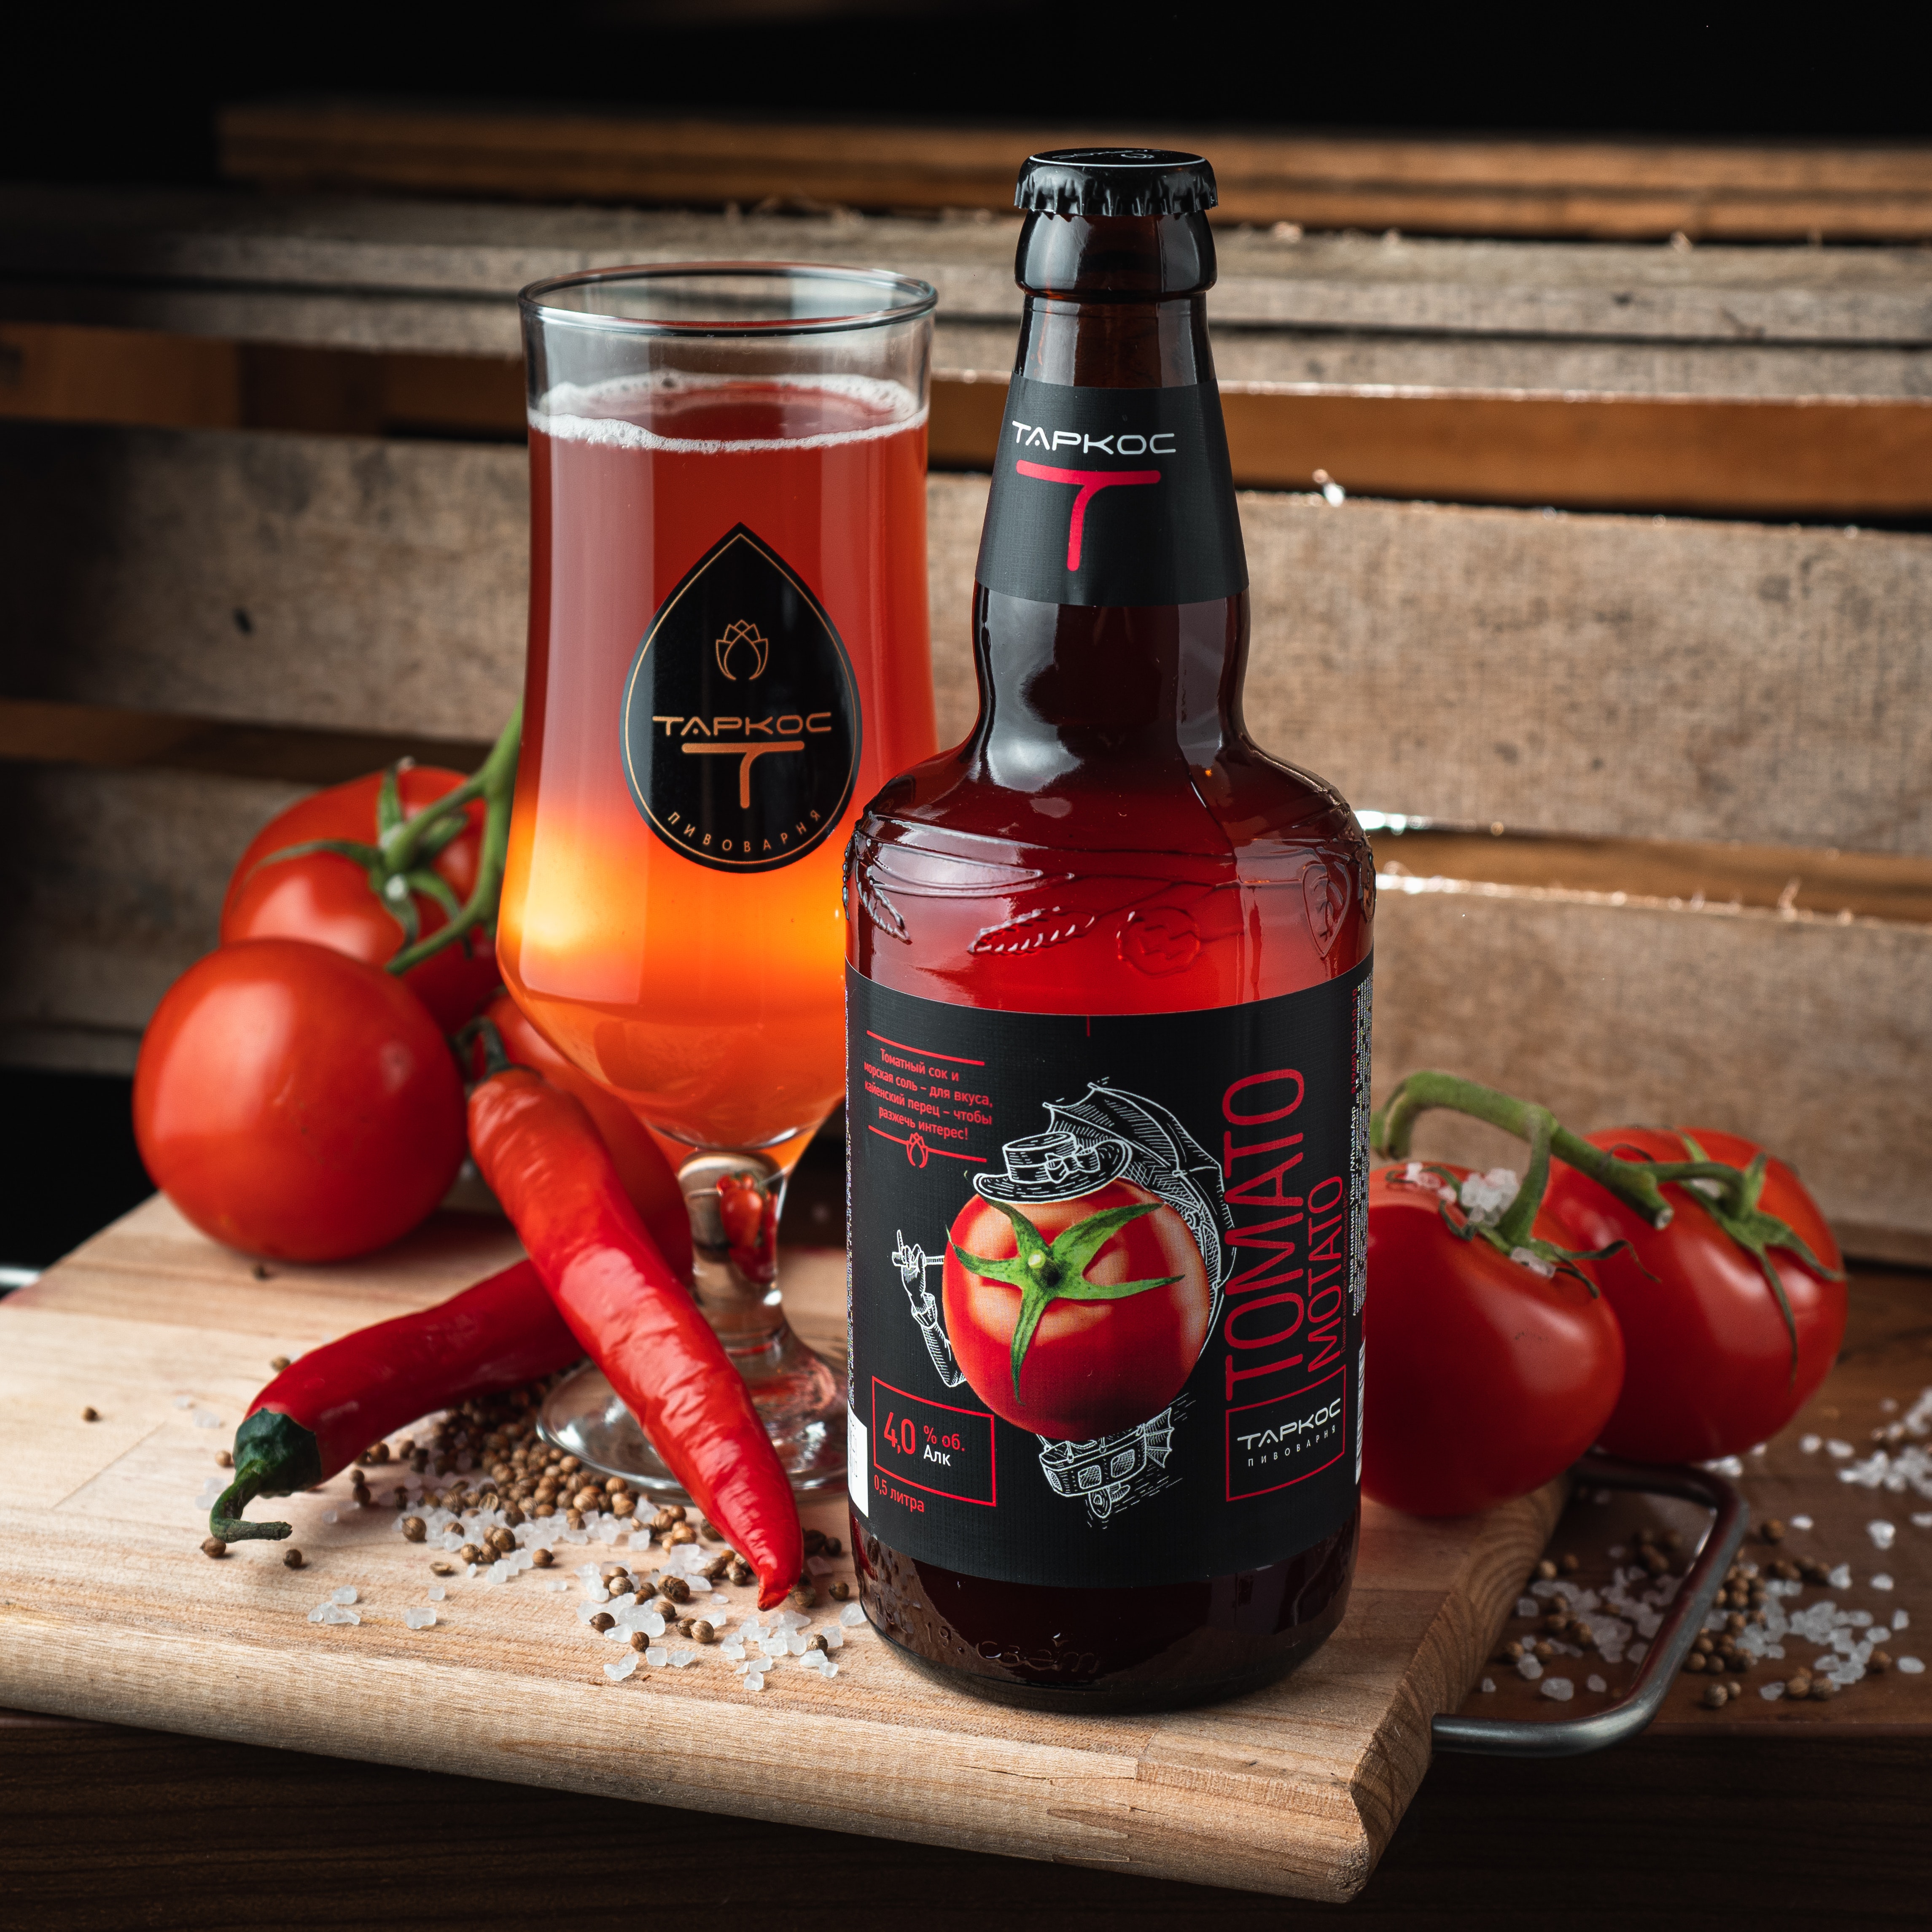 ТАРКОС
ТАРКОС
ПИВОВАРНЯ
Томатный сок и
морская соль – для вкуса,
кайенский перец – чтобы
разжечь интерес!
TOMATO
MOTATO
4,0 % об.
Алк
0,5 литра
ТАРКОС
ПИВОВАРНЯ